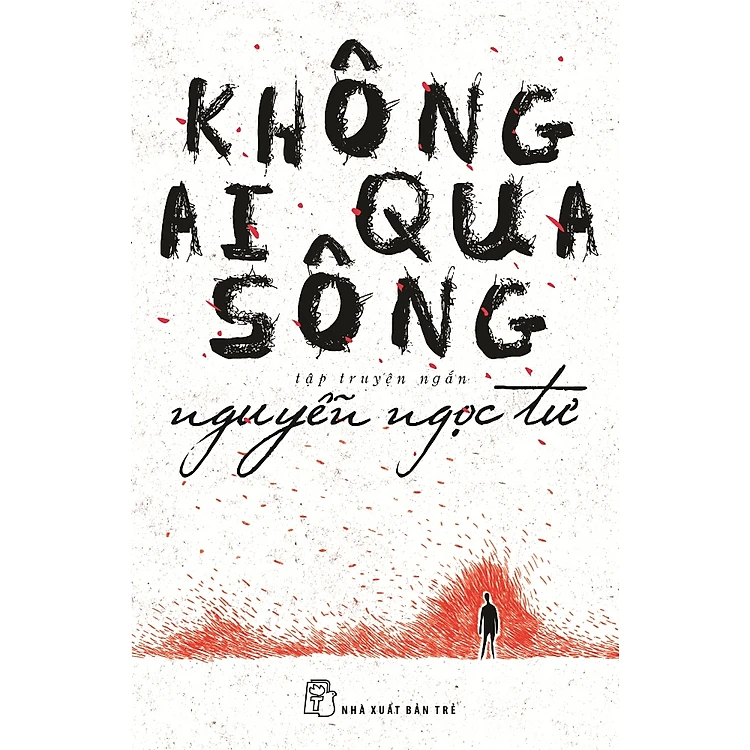 KHÔNG
AI QUA
SÔNG
tập truyện ngắn
nguyễn ngọc tư
T
NHÀ XUẤT BẢN TRẺ